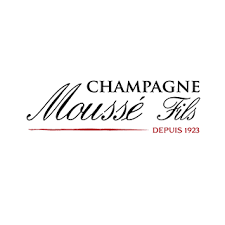 CHAMPAGNE
Moussé Fils
DEPUIS 1923